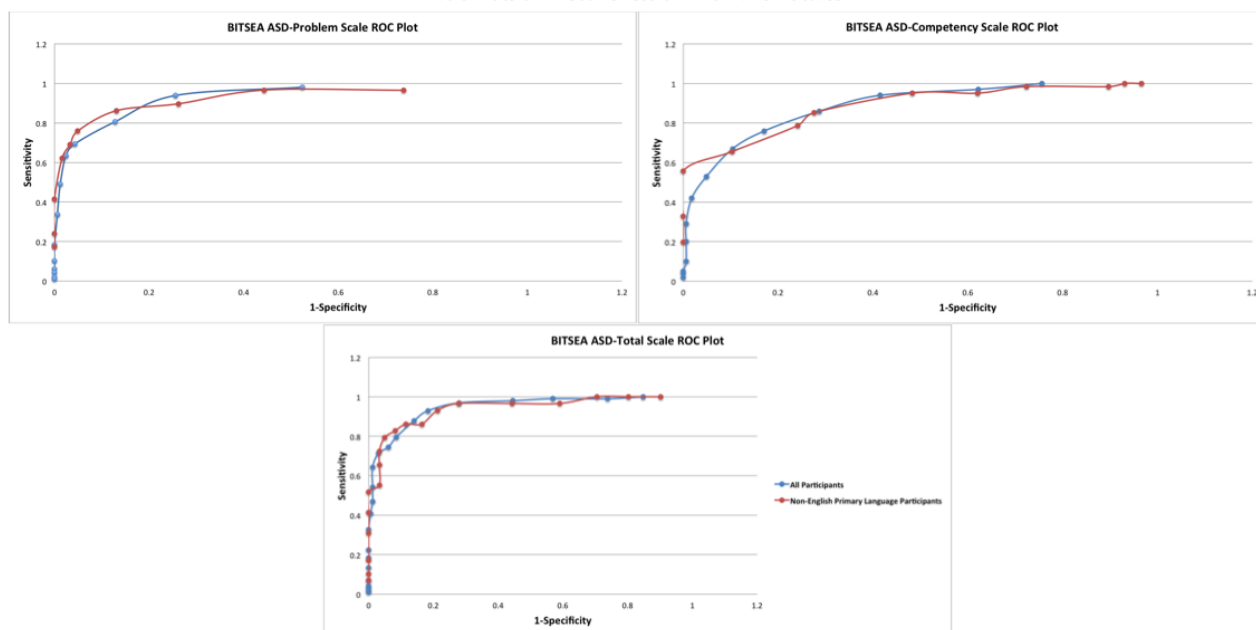 BITSEA ASD-Problem Scale ROC Plot
1.2
1
0.8
0.6
0.4
0.2
0
Sensitivity
0 0.2 0.4 0.6 0.8 1 1.2
1-Specificity
BITSEA ASD-Competency Scale ROC Plot
1.2
1
0.8
0.6
0.4
0.2
0
Sensitivity
0 0.2 0.4 0.6 0.8 1 1.2
1-Specificity
BITSEA ASD-Total Scale ROC Plot
1.2
1
0.8
0.6
0.4
0.2
0
Sensitivity
0 0.2 0.4 0.6 0.8 1 1.2
1-Specificity
All Participants
Non-English Primary Language Participants